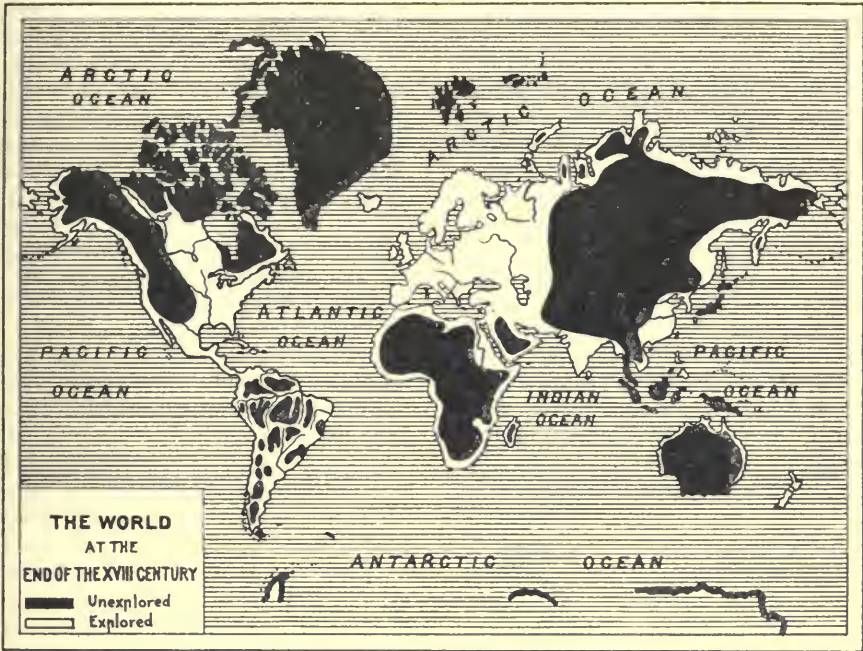 ARCTIC
OCEAN
ARCTIC OCEAN
ATLANTIC
OCEAN
PACIFIC
OCEAN
INDIAN
OCEAN
PACIFIC
OCEAN
ANTARCTIC OCEAN
THE WORLD
AT THE
END OF THE XVIII CENTURY
Unexplored
Explored